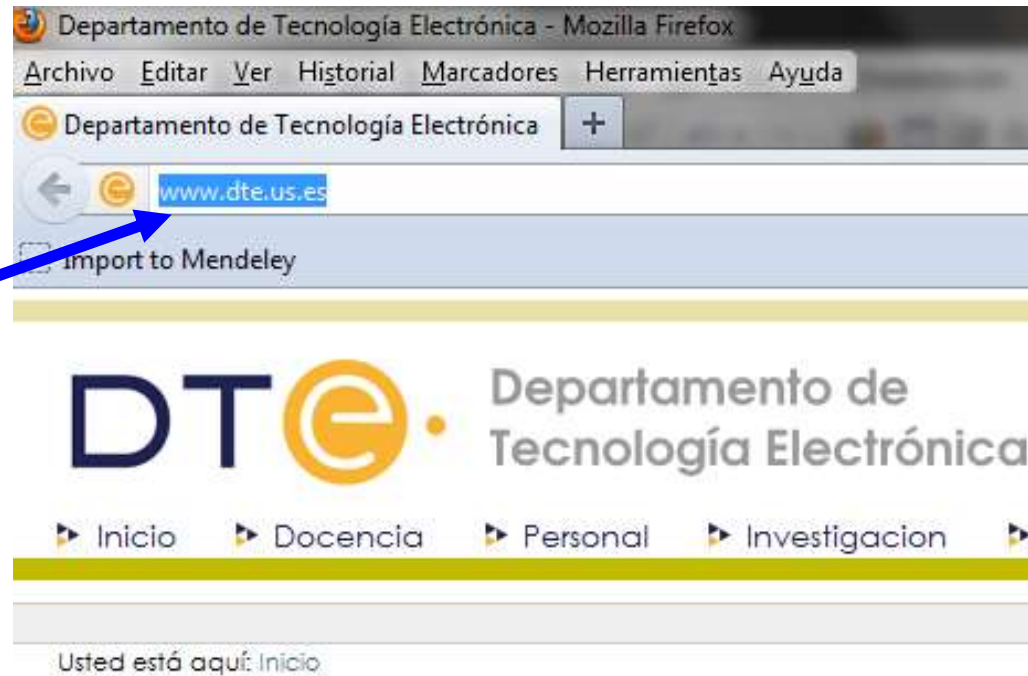 Departamento de Tecnología Electrónica - Mozilla Firefox
Archivo Editar Ver Historial Marcadores Herramientas Ayuda
Departamento de Tecnología Electrónica +
www.dte.us.es
Import to Mendeley
DTe. Departamento de
Tecnología Electrónica
Inicio Docencia Personal Investigacion
Usted está aquí: Inicio